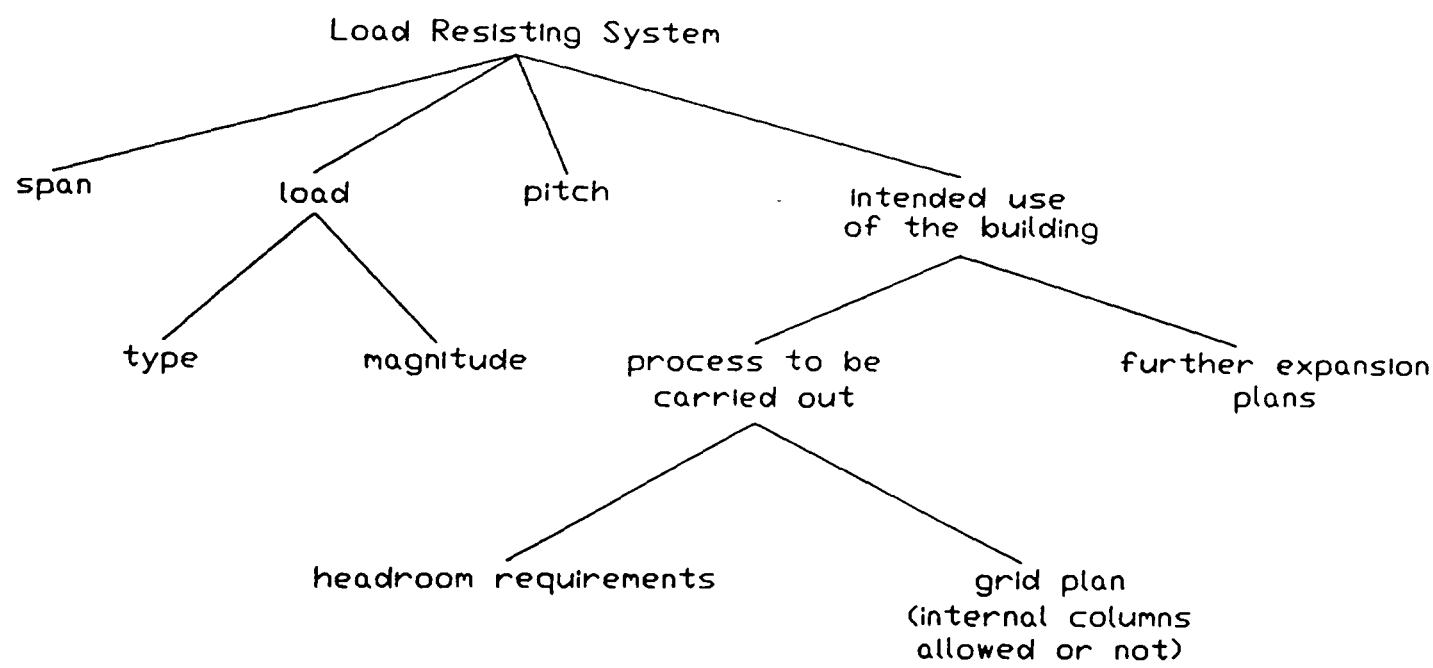 Load Resisting System
span
load
pitch
intended use
of the building
type
magnitude
process to be
carried out
further expansion
plans
headroom requirements
grid plan
(internal columns
allowed or not)